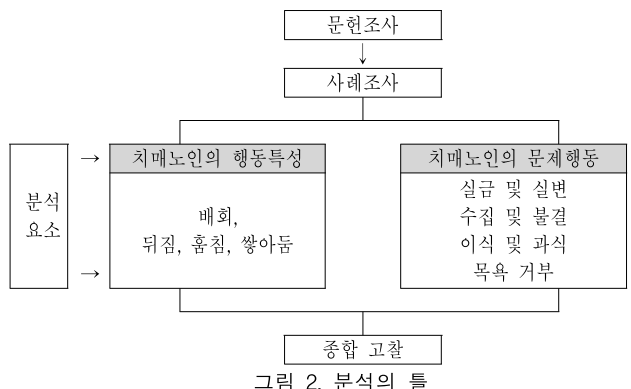 문헌조사
↓
사례조사
분석
요소
→
→
치매노인의 행동특성
배회,
뒤짐, 훔침, 쌓아둠
치매노인의 문제행동
실금 및 실변
수집 및 불결
이식 및 과식
목욕 거부
종합 고찰
그림 2. 분석의 틀